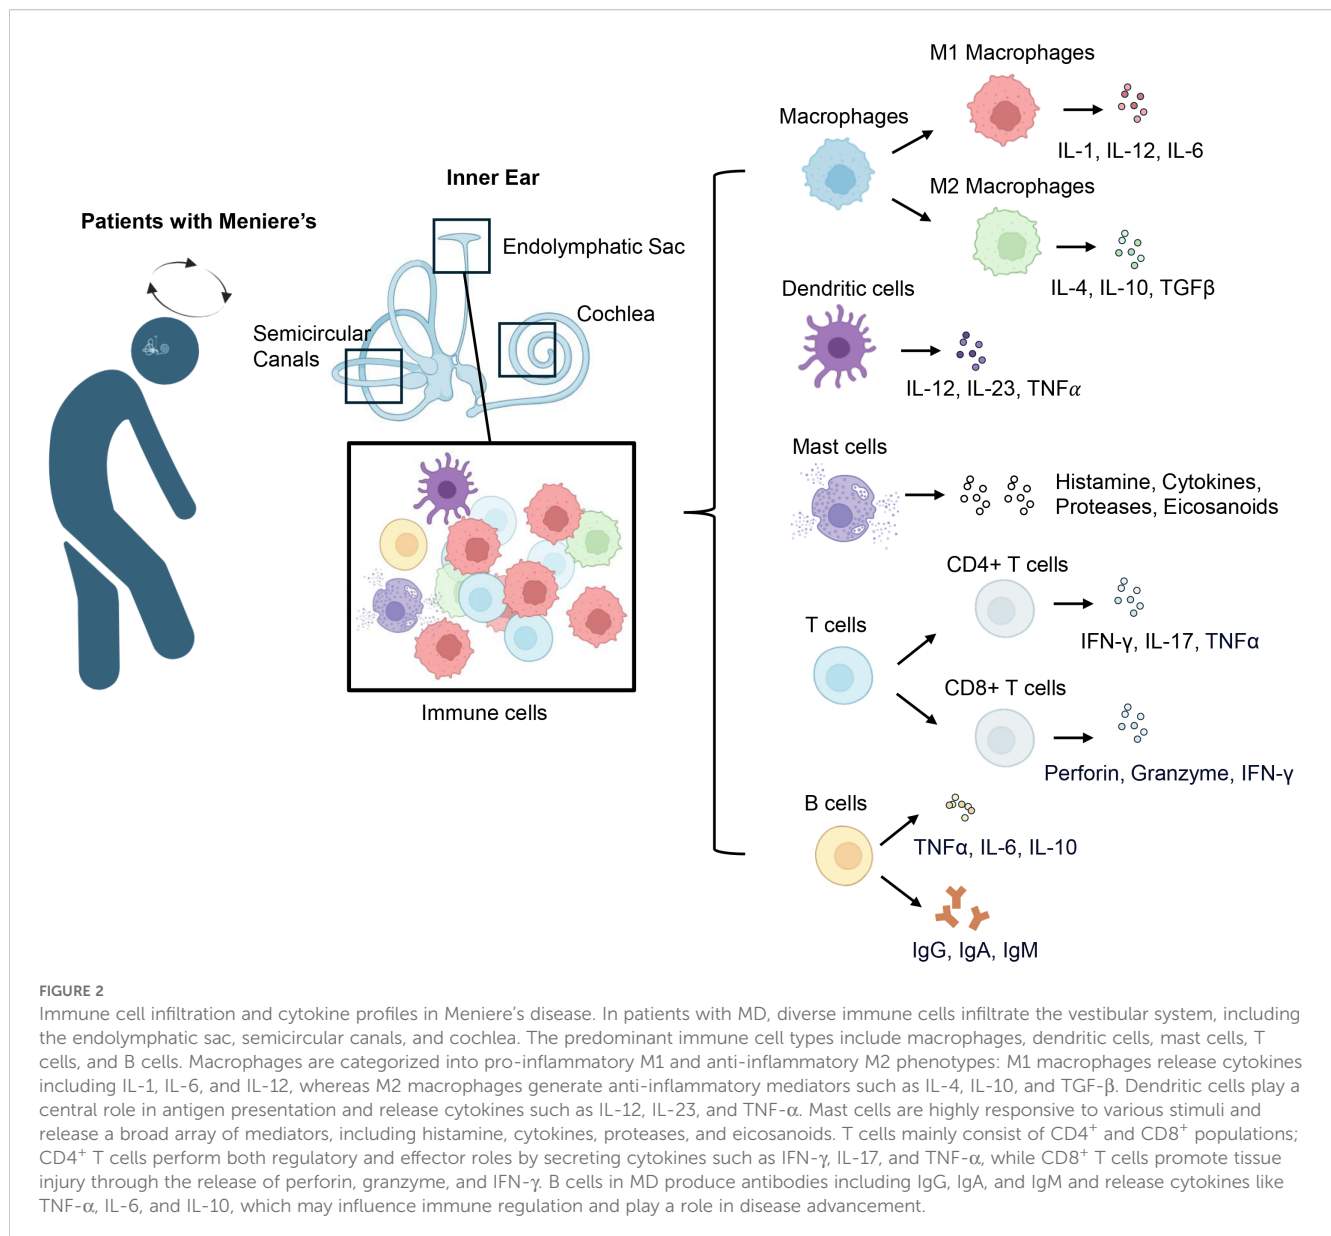 Patients with Meniere's
Inner Ear
Endolymphatic Sac
Semicircular
Canals
Cochlea
Immune cells
Macrophages
M1 Macrophages
IL-1, IL-12, IL-6
M2 Macrophages
IL-4, IL-10, TGFβ
Dendritic cells
IL-12, IL-23, TNFα
Mast cells
Histamine, Cytokines,
Proteases, Eicosanoids
T cells
CD4+ T cells
IFN-γ, IL-17, TNFα
CD8+ T cells
Perforin, Granzyme, IFN-γ
B cells
TNFα, IL-6, IL-10
IgG, IgA, IgM
FIGURE 2
Immune cell infiltration and cytokine profiles in Meniere's disease. In patients with MD, diverse immune cells infiltrate the vestibular system, including
the endolymphatic sac, semicircular canals, and cochlea. The predominant immune cell types include macrophages, dendritic cells, mast cells, T
cells, and B cells. Macrophages are categorized into pro-inflammatory M1 and anti-inflammatory M2 phenotypes: M1 macrophages release cytokines
including IL-1, IL-6, and IL-12, whereas M2 macrophages generate anti-inflammatory mediators such as IL-4, IL-10, and TGF-β. Dendritic cells play a
central role in antigen presentation and release cytokines such as IL-12, IL-23, and TNF-α. Mast cells are highly responsive to various stimuli and
release a broad array of mediators, including histamine, cytokines, proteases, and eicosanoids. T cells mainly consist of CD4⁺ and CD8⁺ populations;
CD4⁺ T cells perform both regulatory and effector roles by secreting cytokines such as IFN-γ, IL-17, and TNF-α, while CD8⁺ T cells promote tissue
injury through the release of perforin, granzyme, and IFN-γ. B cells in MD produce antibodies including IgG, IgA, and IgM and release cytokines like
TNF-α, IL-6, and IL-10, which may influence immune regulation and play a role in disease advancement.